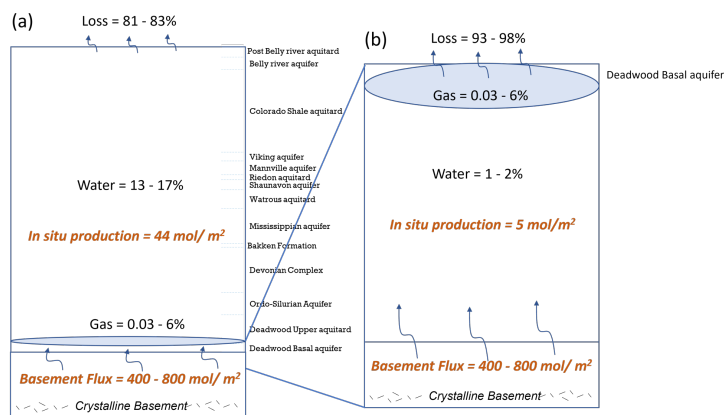 (a)
Loss = 81 - 83%
Post Belly river aquitard
Belly river aquifer
Colorado Shale aquitard
Viking aquifer
Mannville aquifer
Riedon aquitard
Shaunavon aquifer
Watrous aquitard
Mississippian aquifer
Bakken Formation
Devonian Complex
Ordo-Silurian Aquifer
Deadwood Upper aquitard
Deadwood Basal aquifer
Water = 13 - 17%
In situ production = 44 mol/ m²
Gas = 0.03 - 6%
Basement Flux = 400 - 800 mol/ m²
Crystalline Basement
(b)
Loss = 93 - 98%
Deadwood Basal aquifer
Gas = 0.03 - 6%
Water = 1 - 2%
In situ production = 5 mol/m²
Basement Flux = 400 - 800 mol/ m²
Crystalline Basement